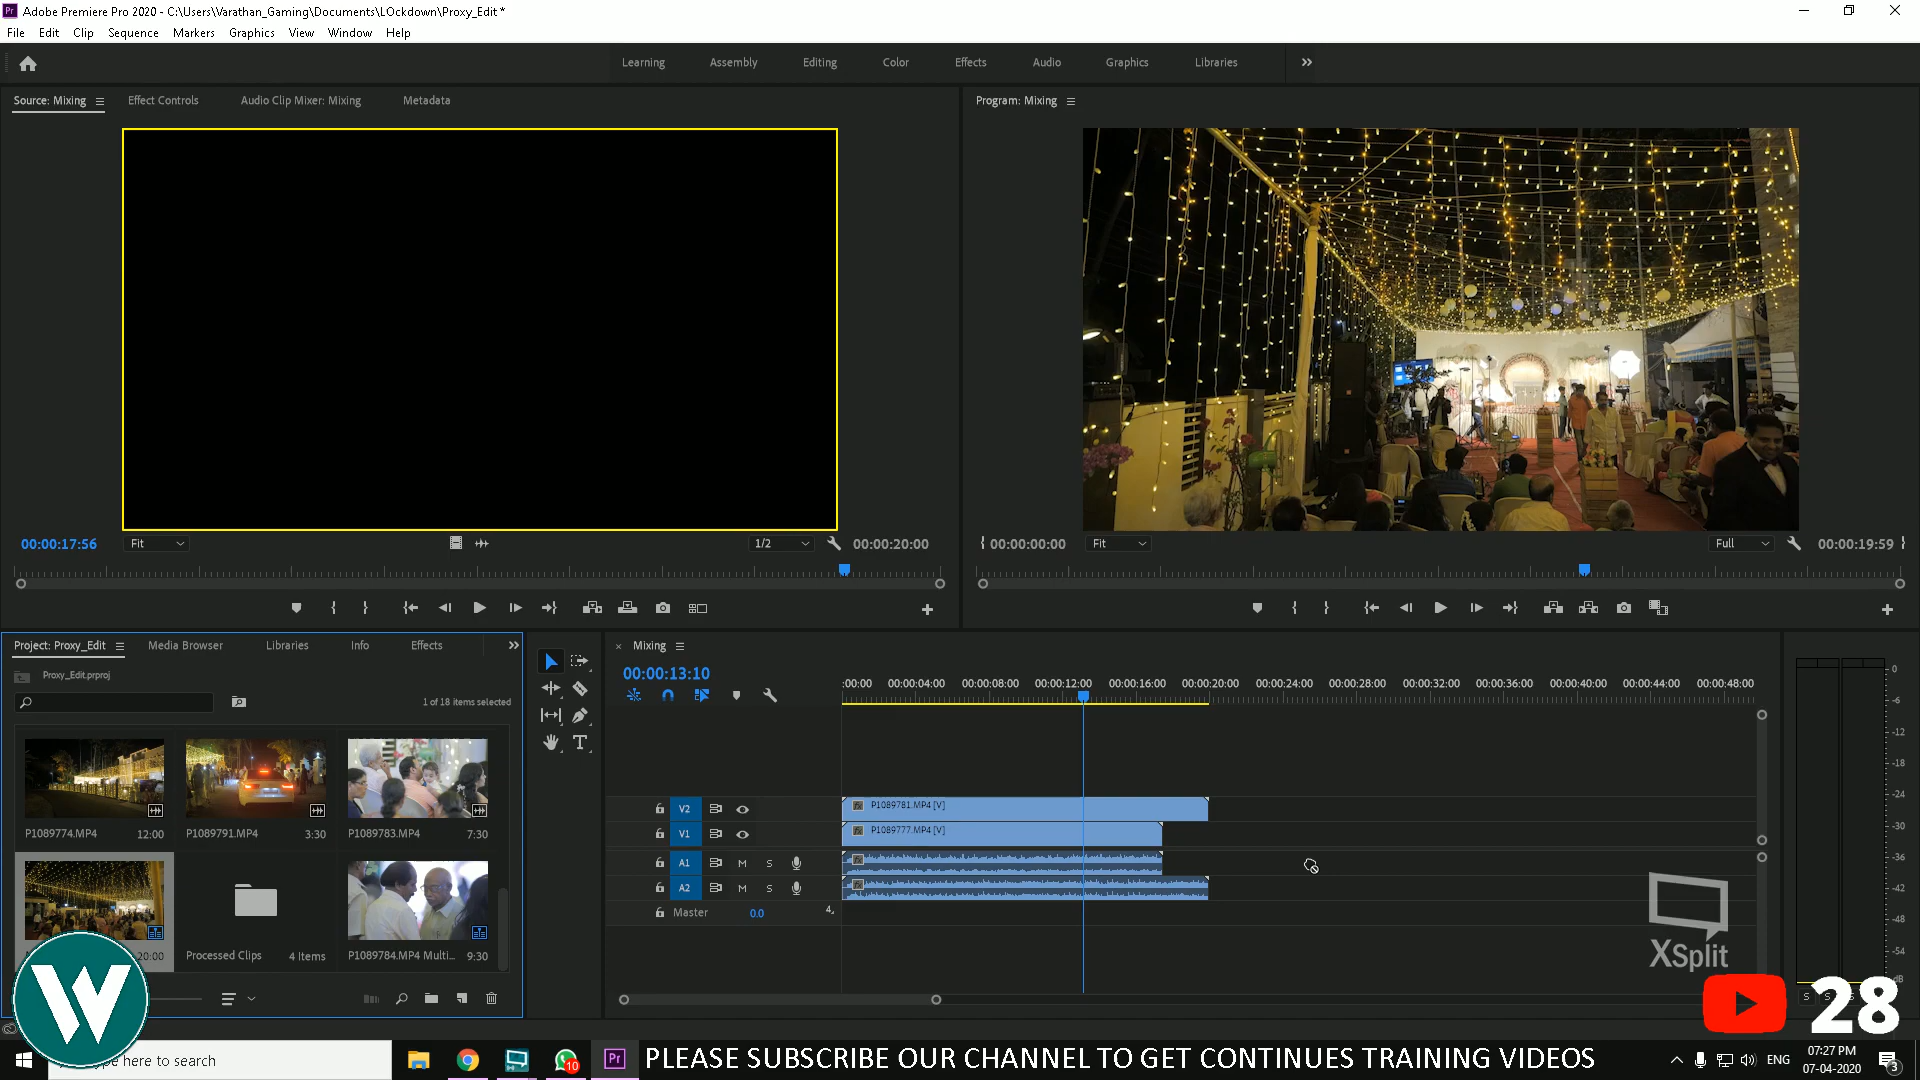 Adobe Premiere Pro 2020 - C:\Users\Varathan_Gaming\Documents\LOckdown\Proxy_Edit *
File Edit Clip Sequence Markers Graphics View Window Help
Learning Assembly Editing Color Effects Audio Graphics Libraries
Source: Mixing Effect Controls Audio Clip Mixer: Mixing Metadata
Program: Mixing
00:00:17:56 Fit 1/2 00:00:20:00
00:00:00:00 Fit Full 00:00:19:59
Project: Proxy_Edit Media Browser Libraries Info Effects
Proxy_Edit.prproj
1 of 18 items selected
P1089774.MP4 12:00
P1089791.MP4 3:30
P1089783.MP4 7:30
20:00
Processed Clips 4 Items
P1089784.MP4 Multi... 9:30
Mixing
00:00:13:10
:00:00 00:00:04:00 00:00:08:00 00:00:12:00 00:00:16:00 00:00:20:00 00:00:24:00 00:00:28:00 00:00:32:00 00:00:36:00 00:00:40:00 00:00:44:00 00:00:48:00
V2 P1089781.MP4 [V]
V1 P1089777.MP4 [V]
A1 M S
A2 M S
Master 0.0
0
-6
-12
-18
-24
-30
-36
-42
-48
-54
dB
S S
XSplit
28
W
here to search
10
Pr
PLEASE SUBSCRIBE OUR CHANNEL TO GET CONTINUES TRAINING VIDEOS
ENG
07:27 PM
07-04-2020
3